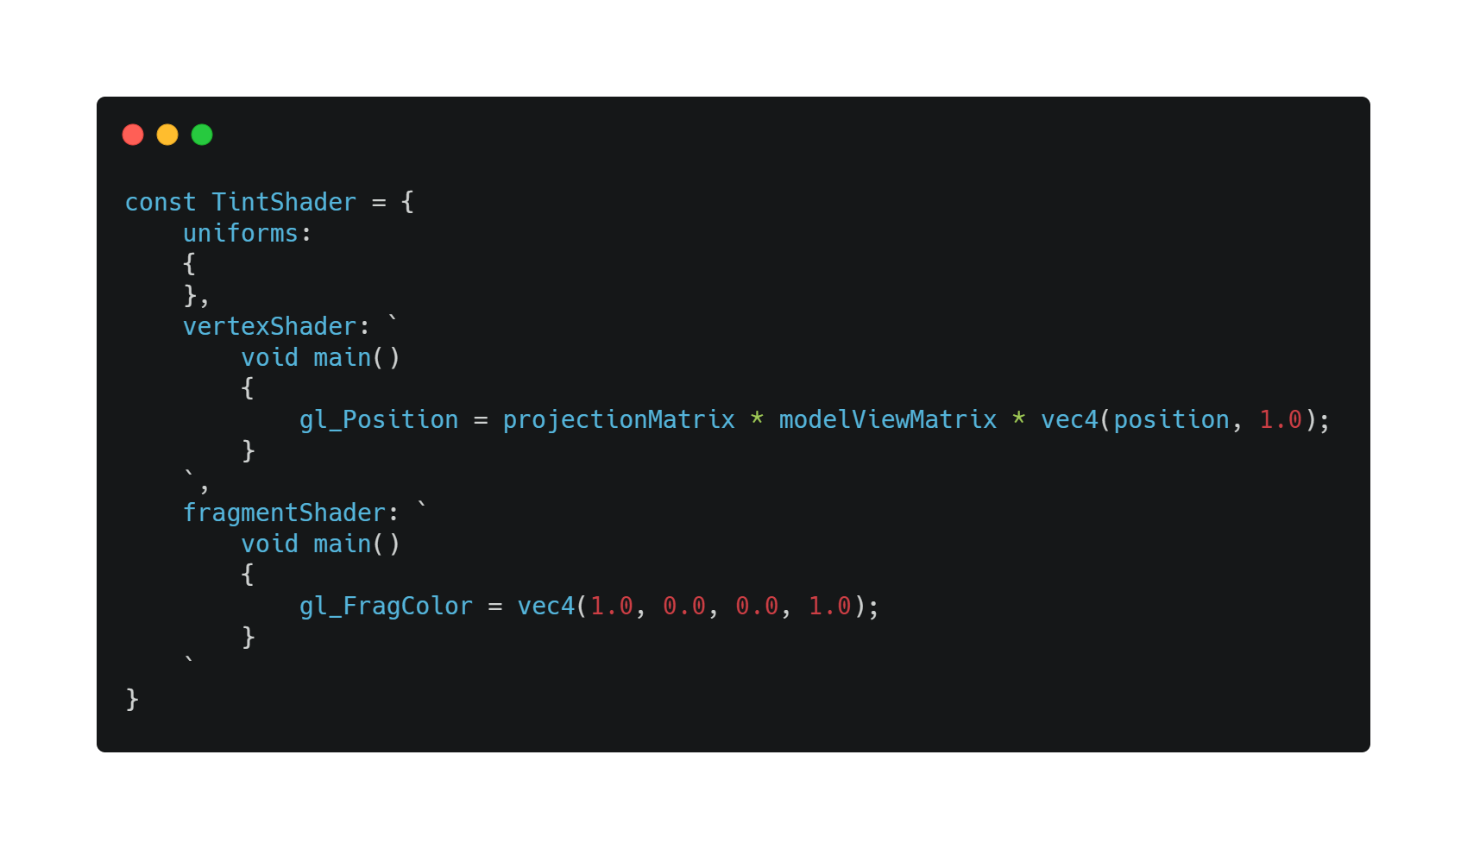 const TintShader = {
    uniforms:
    {
    },
    vertexShader: `
        void main()
        {
            gl_Position = projectionMatrix * modelViewMatrix * vec4(position, 1.0);
        }
    `,
    fragmentShader: `
        void main()
        {
            gl_FragColor = vec4(1.0, 0.0, 0.0, 1.0);
        }
    `
}